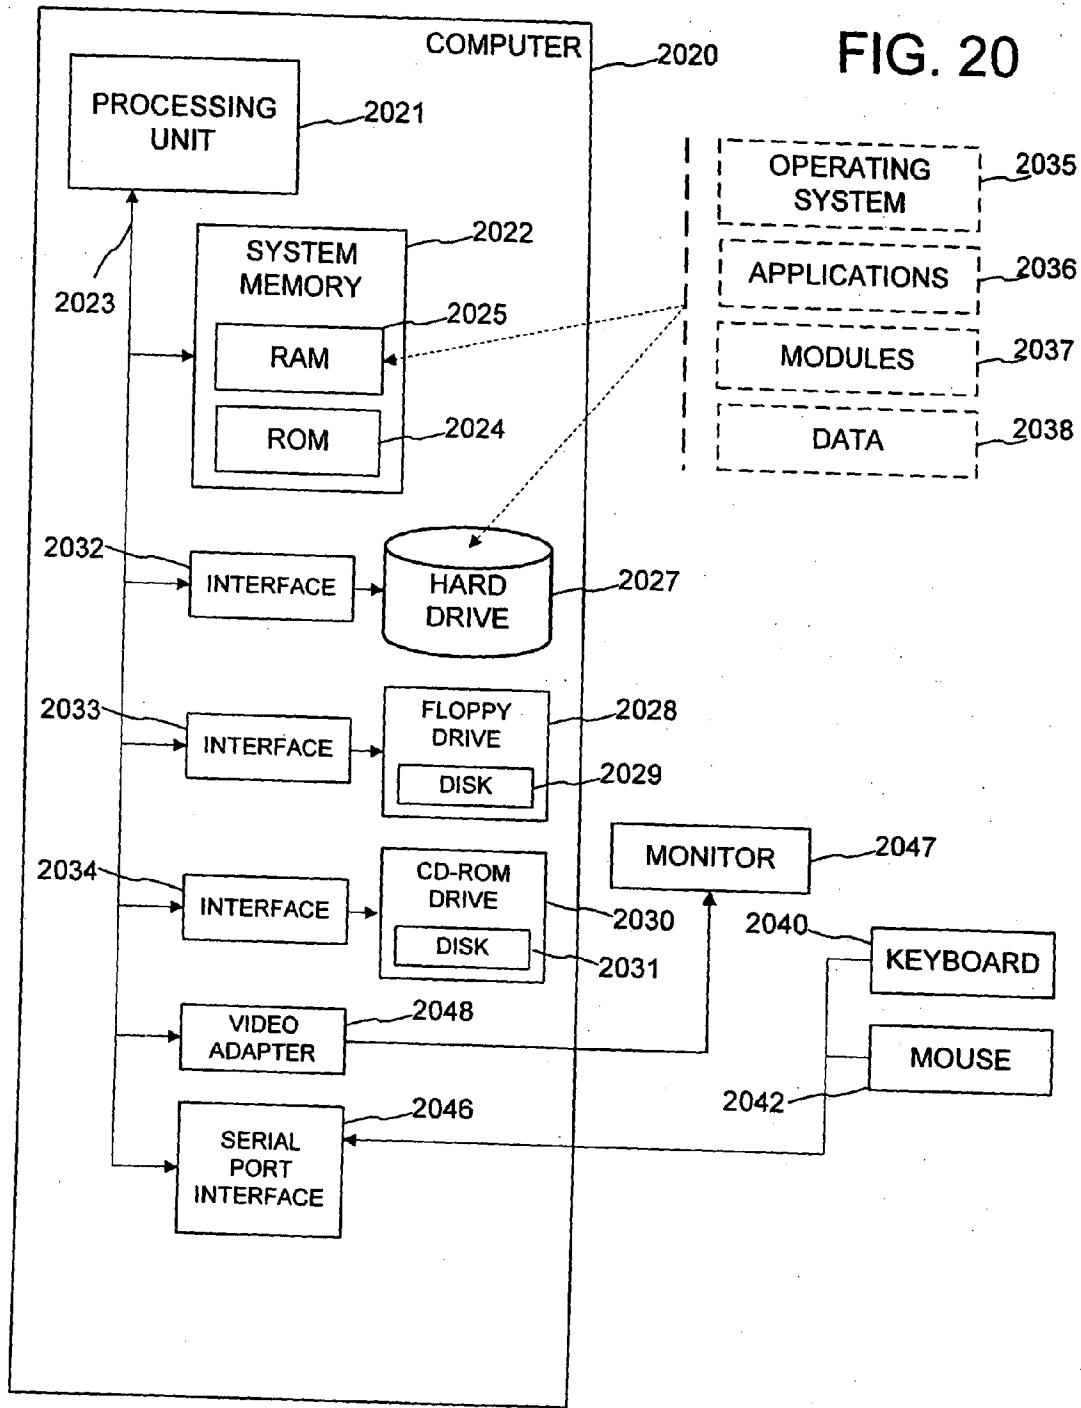 FIG. 20
COMPUTER
2020
PROCESSING
UNIT
2021
2023
SYSTEM
MEMORY
2022
RAM
2025
ROM
2024
OPERATING
SYSTEM
2035
APPLICATIONS
2036
MODULES
2037
DATA
2038
2032
INTERFACE
HARD
DRIVE
2027
2033
INTERFACE
FLOPPY
DRIVE
2028
DISK
2029
2034
INTERFACE
CD-ROM
DRIVE
2030
DISK
2031
MONITOR
2047
2040
KEYBOARD
MOUSE
2042
VIDEO
ADAPTER
2048
SERIAL
PORT
INTERFACE
2046